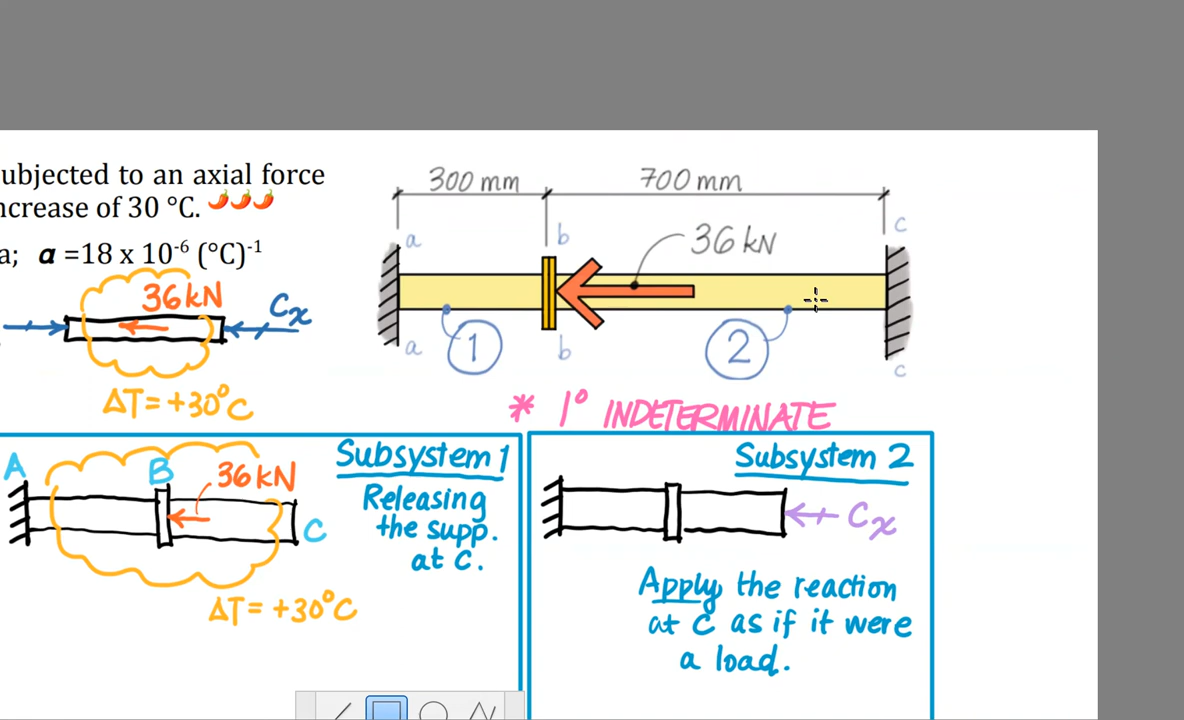 ubjected to an axial force
ncrease of 30 °C.
a; a =18 x 10-6 (°C)-1
36kN
Cx
ΔT= +30°C
300 mm
700 mm
36 kN
a
b
c
a
b
c
1
2
* 1° INDETERMINATE
Subsystem 1
Releasing
the supp.
at C.
A
B
36kN
C
ΔT= +30°C
Subsystem 2
Cx
Apply the reaction
at C as if it were
a load.